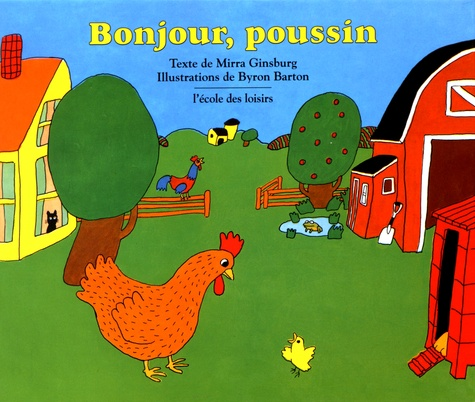 Bonjour, poussin
Texte de Mirra Ginsburg
Illustrations de Byron Barton
l'école des loisirs